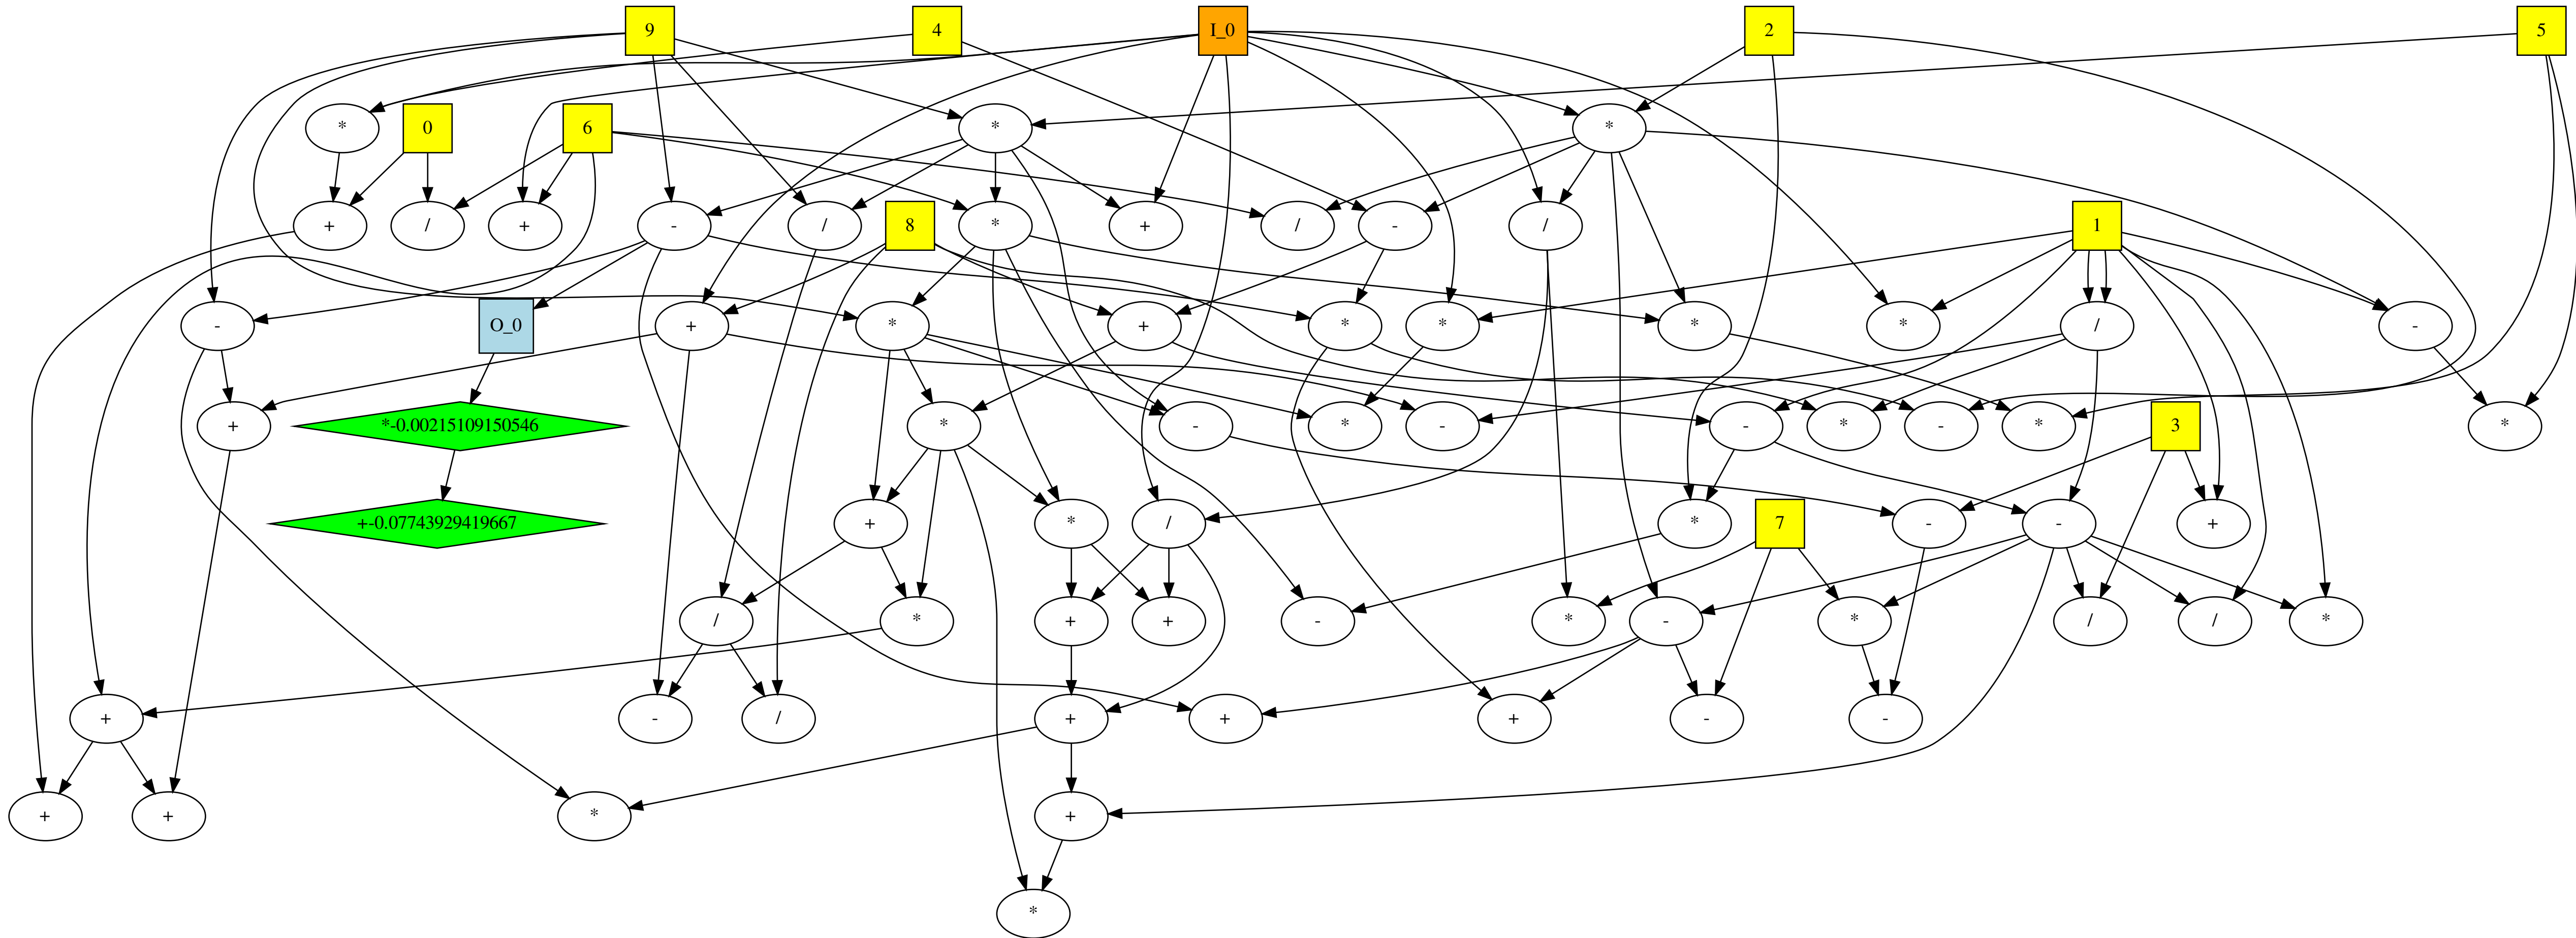 9 4 I_0 2 5
* 0 6 * *
+ / + - / 8 * + / - / 1
- O_0 + * + * * * * / -
+ *-0.00215109150546 * - * - - * - * 3 *
+-0.07743929419667 + * / * 7 - - +
/ * + + - * - * / / *
+ - / + + + - -
+ + * +
*